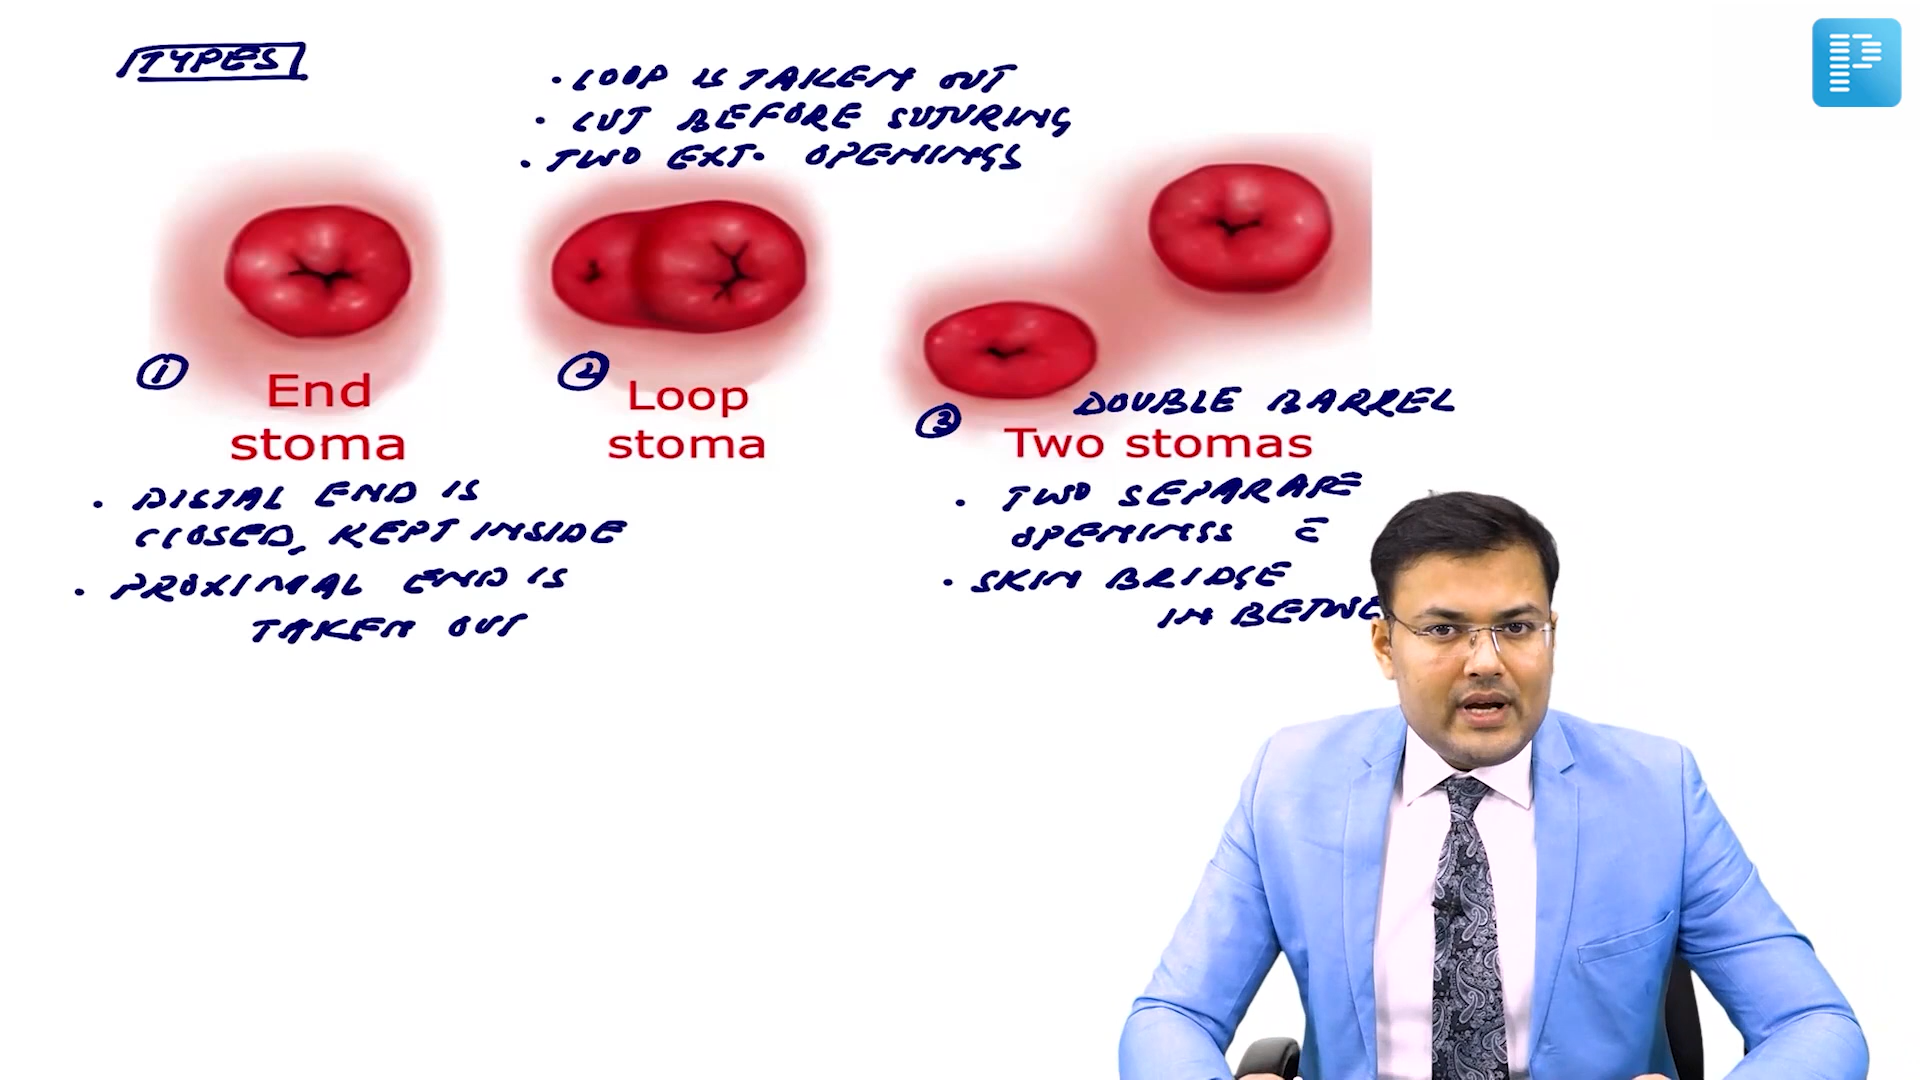 TYPES
• LOOP IS TAKEN OUT
• CUT BEFORE SUTURING
• TWO EXT. OPENINGS
1
End
stoma
• DISTAL END IS
CLOSED, KEPT INSIDE
• PROXIMAL END IS
TAKEN OUT
2
Loop
stoma
3
DOUBLE BARREL
Two stomas
• TWO SEPARATE
OPENINGS c̄
• SKIN BRIDGE
IN BETWE
P